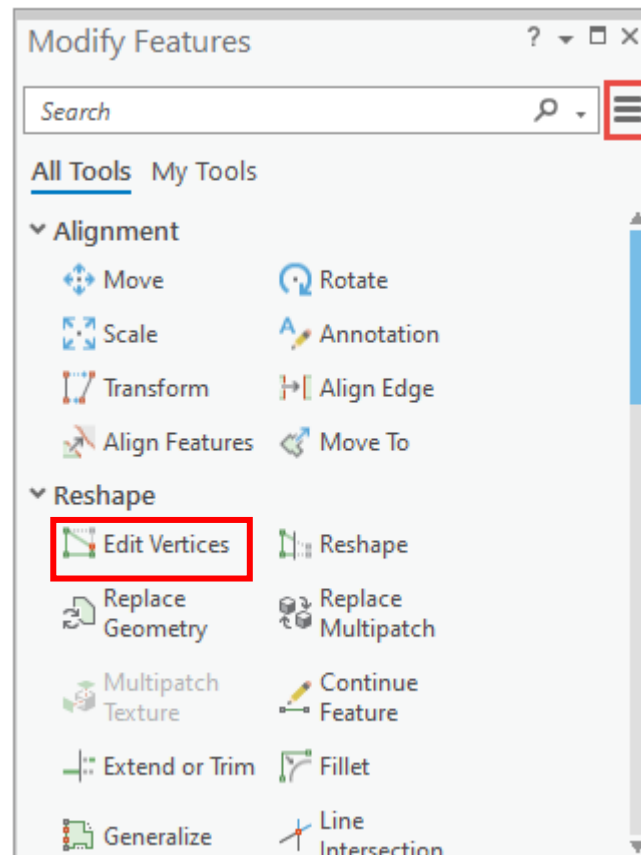 Modify Features ?
Search
All Tools My Tools
Alignment
Move Rotate
Scale Annotation
Transform Align Edge
Align Features Move To
Reshape
Edit Vertices Reshape
Replace Replace
Geometry Multipatch
Multipatch Continue
Texture Feature
Extend or Trim Fillet
Generalize Line
Intersection